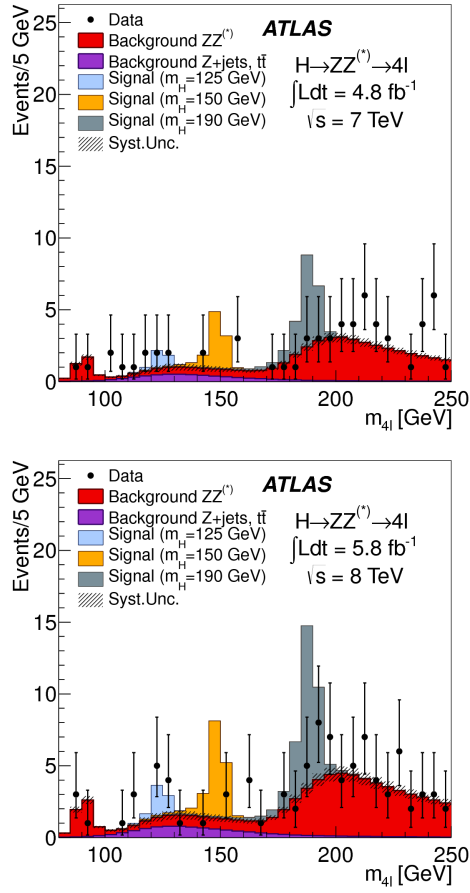 Events/5 GeV
25
20
15
10
5
0
Data
Background ZZ(*)
Background Z+jets, tt̄
Signal (mH=125 GeV)
Signal (mH=150 GeV)
Signal (mH=190 GeV)
Syst.Unc.
ATLAS
H→ZZ(*)→4l
∫Ldt = 4.8 fb-1
√s = 7 TeV
100 150 200 250
m4l [GeV]
Events/5 GeV
25
20
15
10
5
0
Data
Background ZZ(*)
Background Z+jets, tt̄
Signal (mH=125 GeV)
Signal (mH=150 GeV)
Signal (mH=190 GeV)
Syst.Unc.
ATLAS
H→ZZ(*)→4l
∫Ldt = 5.8 fb-1
√s = 8 TeV
100 150 200 250
m4l [GeV]